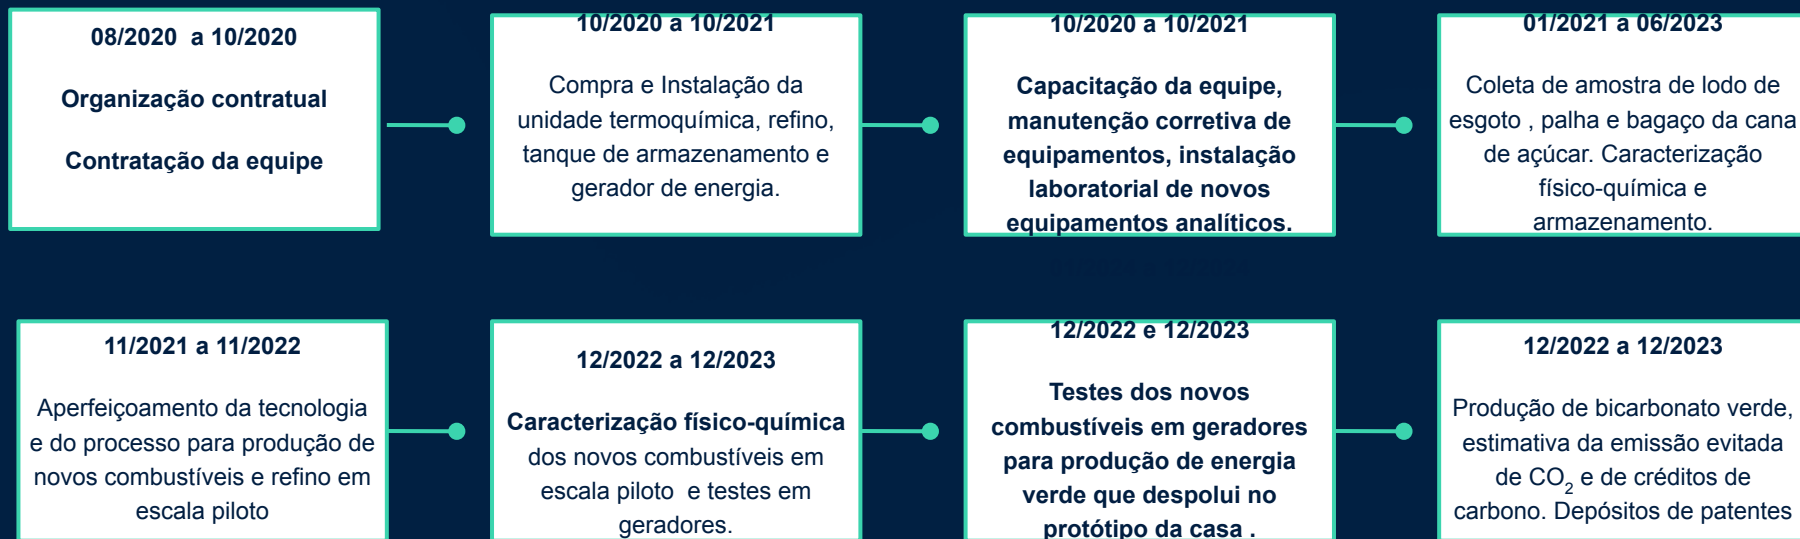 08/2020 a 10/2020
Organização contratual
Contratação da equipe
10/2020 a 10/2021
Compra e Instalação da
unidade termoquímica, refino,
tanque de armazenamento e
gerador de energia.
10/2020 a 10/2021
Capacitação da equipe,
manutenção corretiva de
equipamentos, instalação
laboratorial de novos
equipamentos analíticos.
01/2021 a 06/2023
Coleta de amostra de lodo de
esgoto , palha e bagaço da cana
de açúcar. Caracterização
físico-química e
armazenamento.
11/2021 a 11/2022
Aperfeiçoamento da tecnologia
e do processo para produção de
novos combustíveis e refino em
escala piloto
12/2022 a 12/2023
Caracterização físico-química
dos novos combustíveis em
escala piloto e testes em
geradores.
12/2022 e 12/2023
Testes dos novos
combustíveis em geradores
para produção de energia
verde que despolui no
protótipo da casa .
12/2022 a 12/2023
Produção de bicarbonato verde,
estimativa da emissão evitada
de CO₂ e de créditos de
carbono. Depósitos de patentes